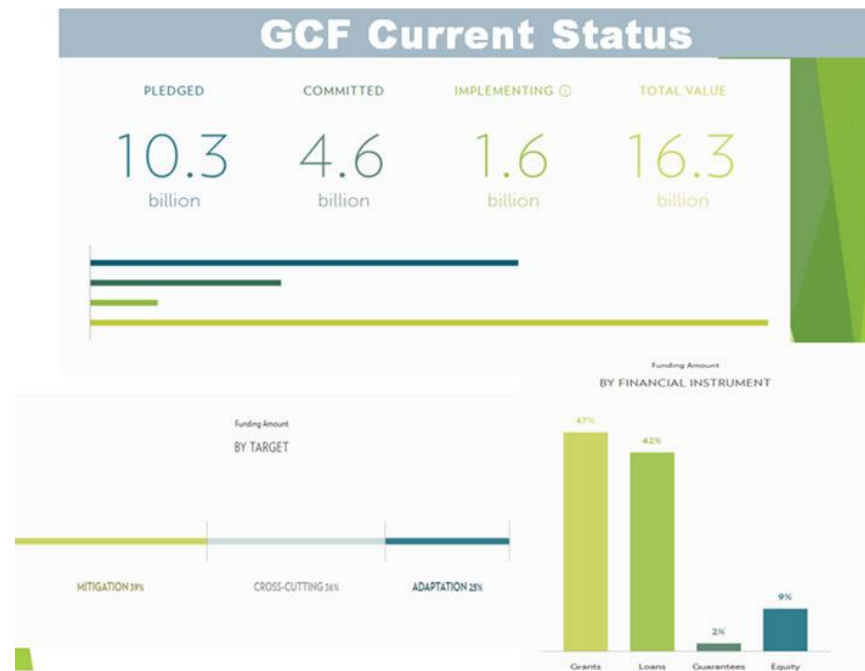 GCF Current Status
PLEDGED COMMITTED IMPLEMENTING ⓘ TOTAL VALUE
10.3 4.6 1.6 16.3
billion billion billion billion
Funding Amount
BY TARGET
MITIGATION 39% CROSS-CUTTING 36% ADAPTATION 25%
Funding Amount
BY FINANCIAL INSTRUMENT
47%
42%
2%
9%
Grants Loans Guarantees Equity